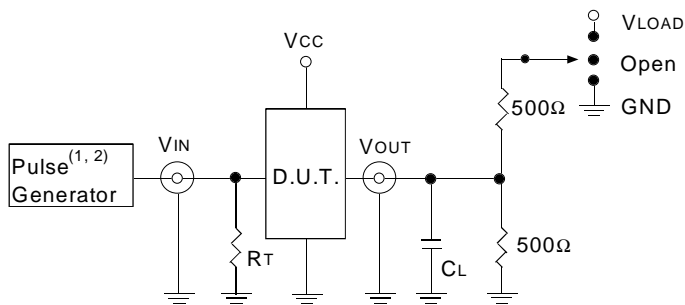 VLOAD
VCC
Open
500Ω
GND
VIN
VOUT
Pulse(1, 2)
Generator
D.U.T.
RT
CL
500Ω